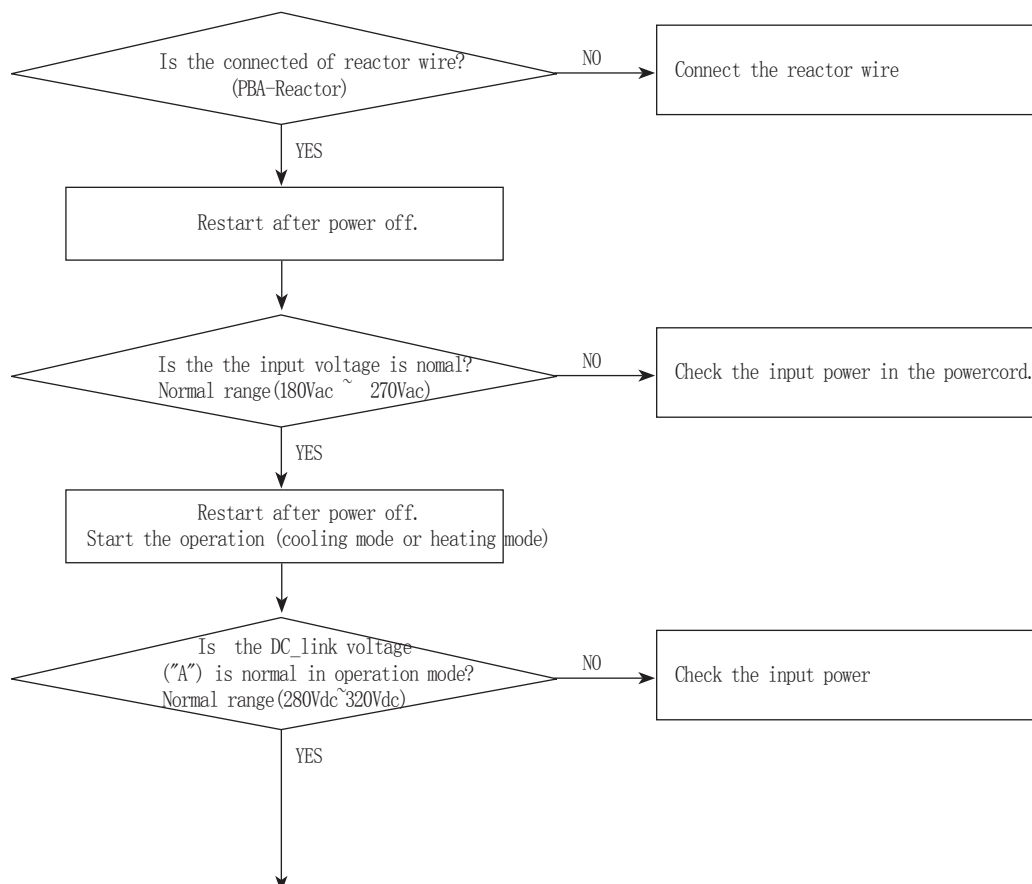 Is the connected of reactor wire?
(PBA-Reactor)
NO
Connect the reactor wire
YES
Restart after power off.
Is the the input voltage is nomal?
Normal range(180Vac ~ 270Vac)
NO
Check the input power in the powercord.
YES
Restart after power off.
Start the operation (cooling mode or heating mode)
Is the DC_link voltage
("A") is normal in operation mode?
Normal range(280Vdc~320Vdc)
NO
Check the input power
YES